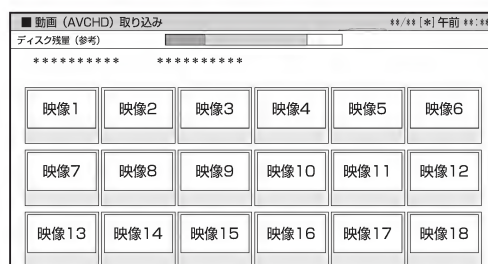 ■ 動画（AVCHD）取り込み **/**[*]午前 **:**
ディスク残量（参考）
********** **********
映像1 映像2 映像3 映像4 映像5 映像6
映像7 映像8 映像9 映像10 映像11 映像12
映像13 映像14 映像15 映像16 映像17 映像18